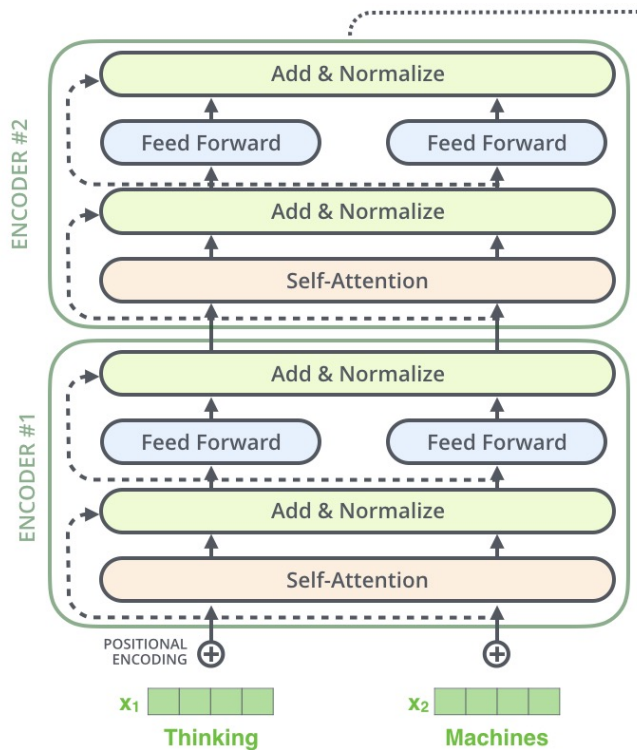 Add & Normalize
Feed Forward Feed Forward
Add & Normalize
Self-Attention
ENCODER #2
Add & Normalize
Feed Forward Feed Forward
Add & Normalize
Self-Attention
ENCODER #1
POSITIONAL
ENCODING
x₁ x₂
Thinking Machines